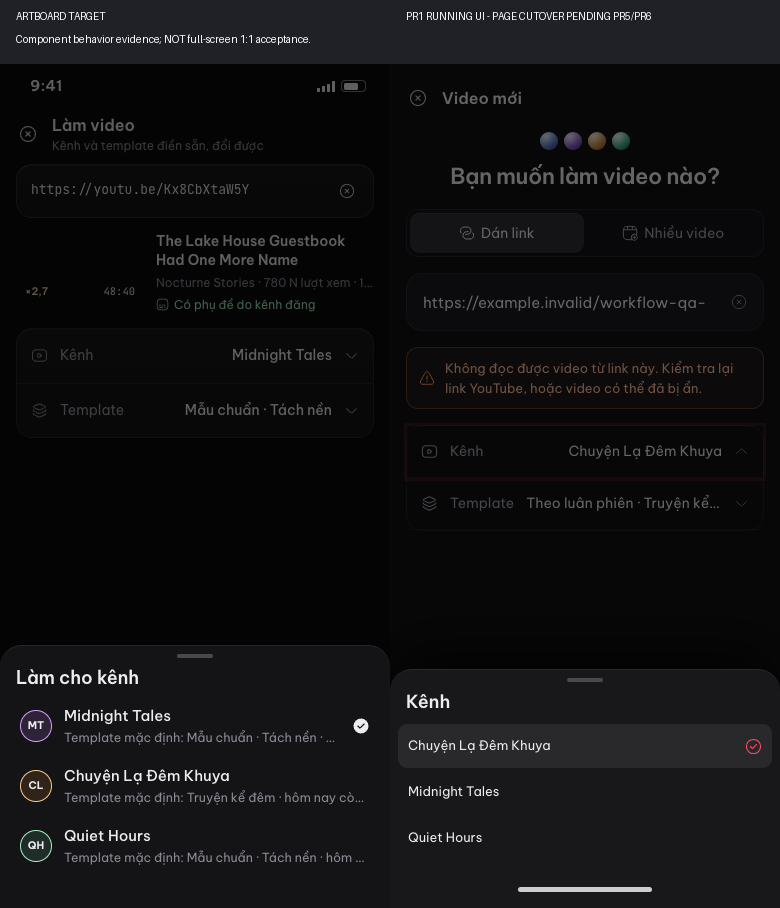 ARTBOARD TARGET
Component behavior evidence; NOT full-screen 1:1 acceptance.
9:41
Làm video
Kênh và template điền sẵn, đổi được
https://youtu.be/Kx8CbXtaW5Y
The Lake House Guestbook
Had One More Name
Nocturne Stories · 780 N lượt xem · 1...
×2,7
48:40
Có phụ đề do kênh đăng
Kênh
Midnight Tales
Template
Mẫu chuẩn · Tách nền
Làm cho kênh
MT
Midnight Tales
Template mặc định: Mẫu chuẩn · Tách nền · ...
CL
Chuyện Lạ Đêm Khuya
Template mặc định: Truyện kể đêm · hôm nay cò...
QH
Quiet Hours
Template mặc định: Mẫu chuẩn · Tách nền · hôm ...
PR1 RUNNING UI - PAGE CUTOVER PENDING PR5/PR6
Video mới
Bạn muốn làm video nào?
Dán link
Nhiều video
https://example.invalid/workflow-qa-
Không đọc được video từ link này. Kiểm tra lại
link YouTube, hoặc video có thể đã bị ẩn.
Kênh
Chuyện Lạ Đêm Khuya
Template
Theo luân phiên · Truyện kể...
Kênh
Chuyện Lạ Đêm Khuya
Midnight Tales
Quiet Hours